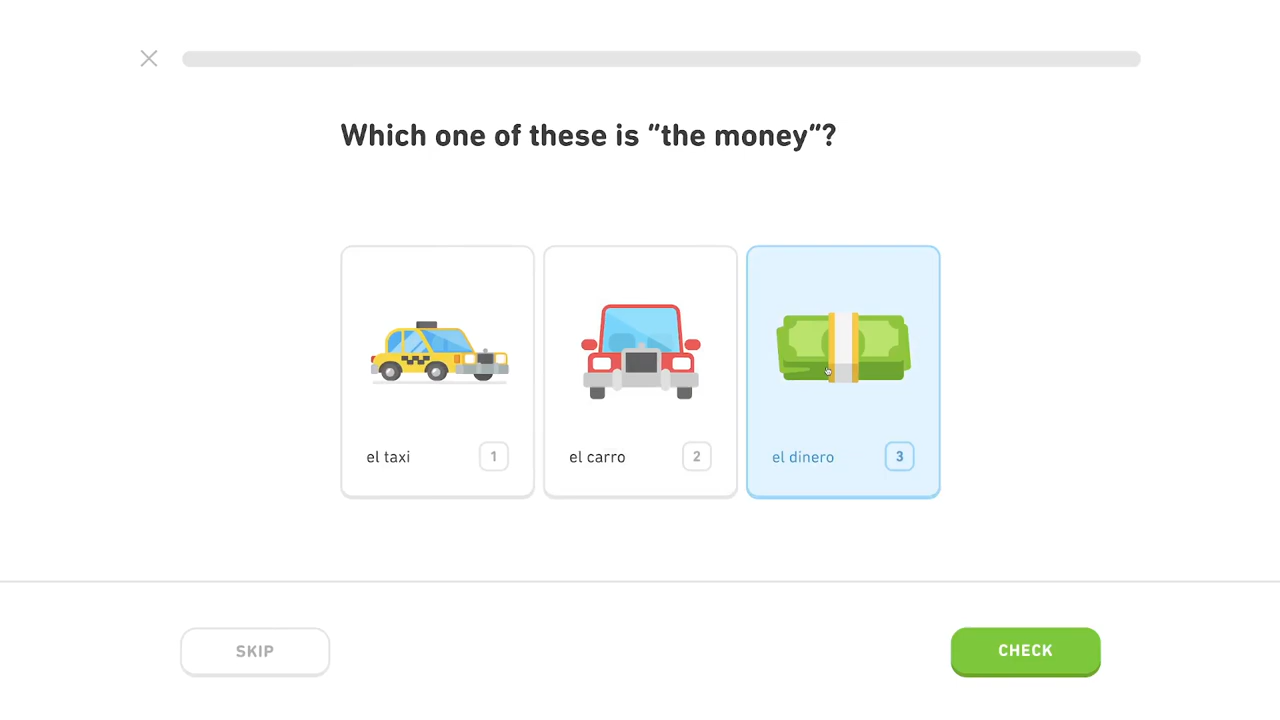 Which one of these is “the money”?
el taxi 1
el carro 2
el dinero 3
SKIP
CHECK